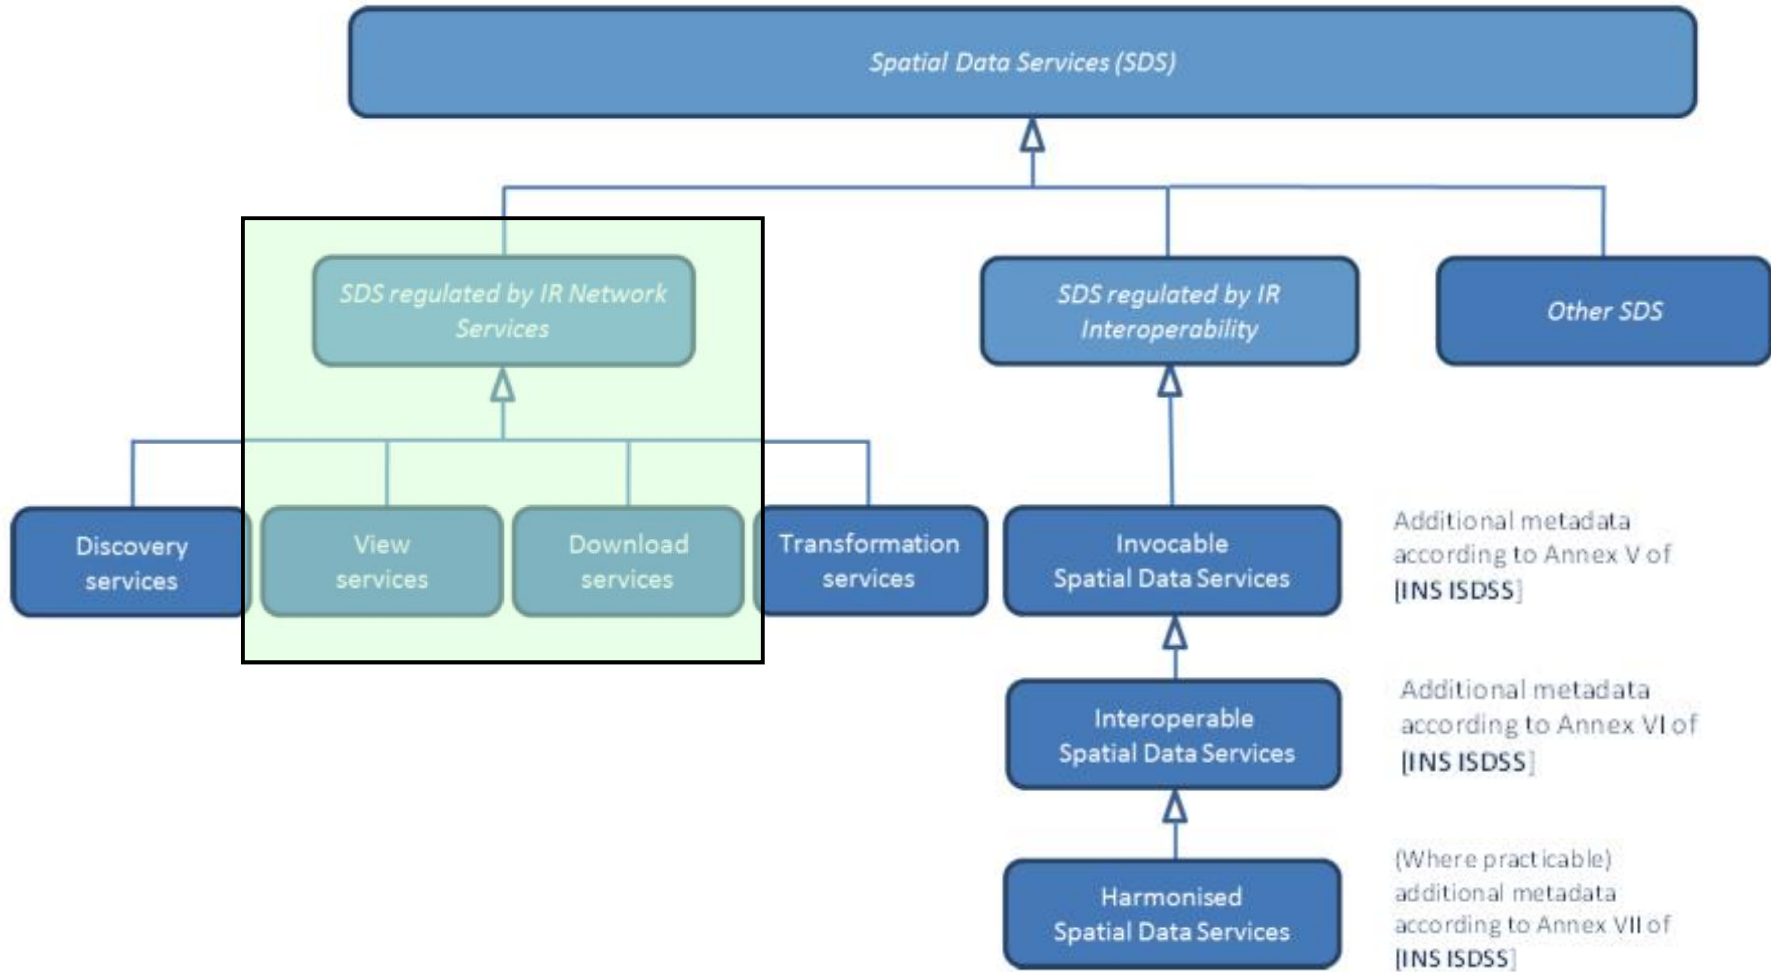 Spatial Data Services (SDS)
SDS regulated by IR Network
Services
SDS regulated by IR
Interoperability
Other SDS
Discovery
services
View
services
Download
services
Transformation
services
Invocable
Spatial Data Services
Additional metadata
according to Annex V of
[INS ISDSS]
Interoperable
Spatial Data Services
Additional metadata
according to Annex VI of
[INS ISDSS]
Harmonised
Spatial Data Services
(Where practicable)
additional metadata
according to Annex VII of
[INS ISDSS]